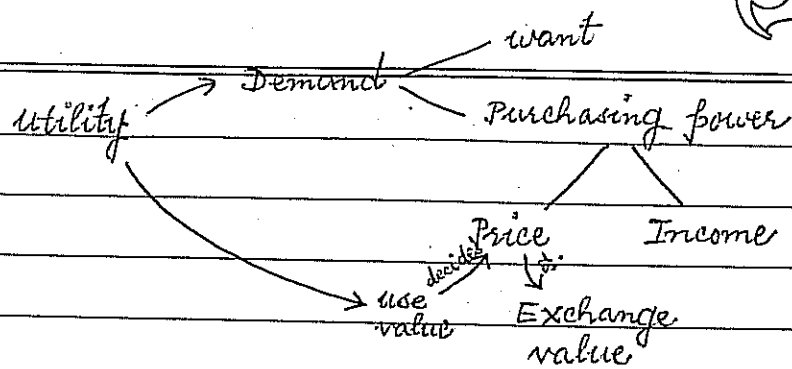 want
Demand
utility
Purchasing power
Price
Income
decides
use
value
Exchange
value